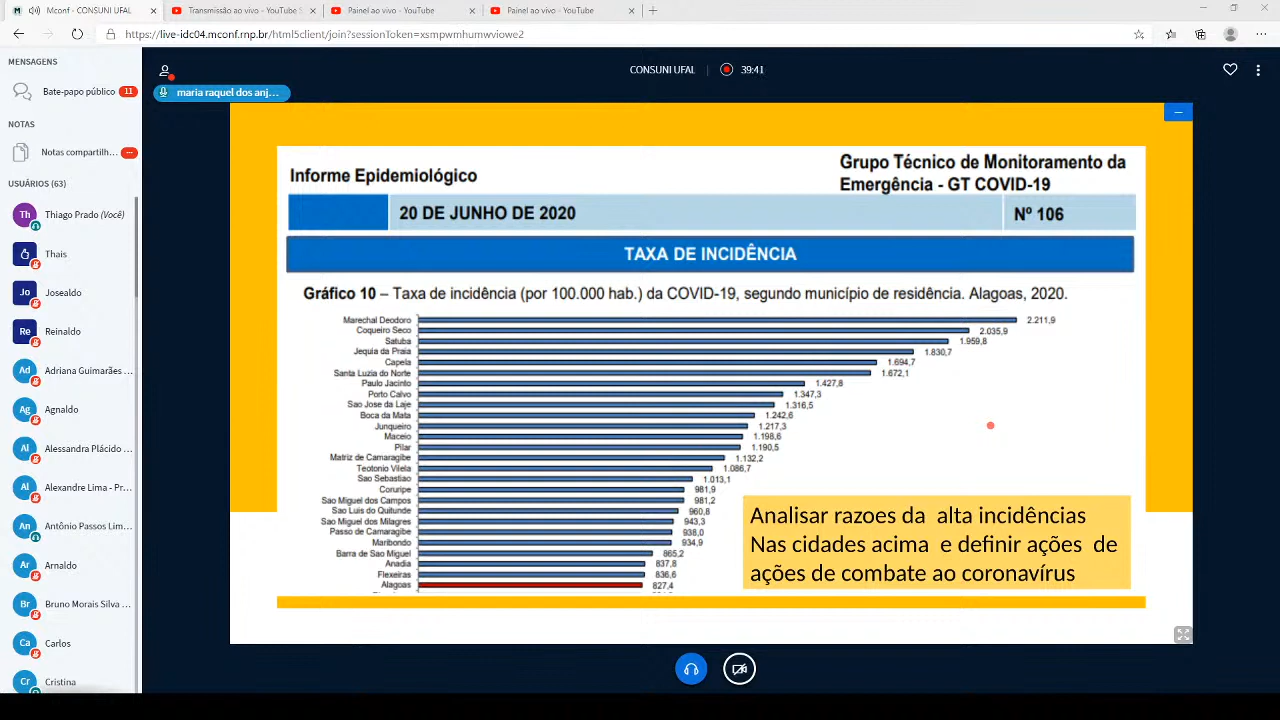 Mconf - CONSUNI UFAL
Transmissão ao vivo - YouTube S
Painel ao vivo - YouTube
Painel ao vivo - YouTube
https://live-idc04.mconf.rnp.br/html5client/join?sessionToken=xsmpwmhumwviowe2
MENSAGENS
Bate-papo público
11
NOTAS
Notas compartilh...
USUÁRIOS (63)
Th
Thiago Prado (Você)
Thais
Jo
Josealdo
Re
Reinaldo
Ad
Adriana Guimarães ...
Ag
Agnaldo
Al
Alessandra Plácido ...
Al
Alexandre Lima - Pr...
An
Antônio Passos Lim...
Ar
Arnaldo
Br
Bruno Morais Silva ...
Ca
Carlos
Cr
Cristina
CONSUNI UFAL
39:41
maria raquel dos anj...
Informe Epidemiológico
Grupo Técnico de Monitoramento da
Emergência - GT COVID-19
20 DE JUNHO DE 2020
Nº 106
TAXA DE INCIDÊNCIA
Gráfico 10 – Taxa de incidência (por 100.000 hab.) da COVID-19, segundo município de residência. Alagoas, 2020.
Marechal Deodoro 2.211,9
Coqueiro Seco 2.035,9
Satuba 1.959,8
Jequia da Praia 1.830,7
Capela 1.694,7
Santa Luzia do Norte 1.672,1
Paulo Jacinto 1.427,8
Porto Calvo 1.347,3
Sao Jose da Laje 1.316,5
Boca da Mata 1.242,6
Junqueiro 1.217,3
Maceio 1.198,6
Pilar 1.190,5
Matriz de Camaragibe 1.132,2
Teotonio Vilela 1.086,7
Sao Sebastiao 1.013,1
Coruripe 981,9
Sao Miguel dos Campos 981,2
Sao Luis do Quitunde 960,8
Sao Miguel dos Milagres 943,3
Passo de Camaragibe 938,0
Maribondo 934,9
Barra de Sao Miguel 865,2
Anadia 837,8
Flexeiras 836,6
Alagoas 827,4
Analisar razoes da alta incidências
Nas cidades acima e definir ações de
ações de combate ao coronavírus